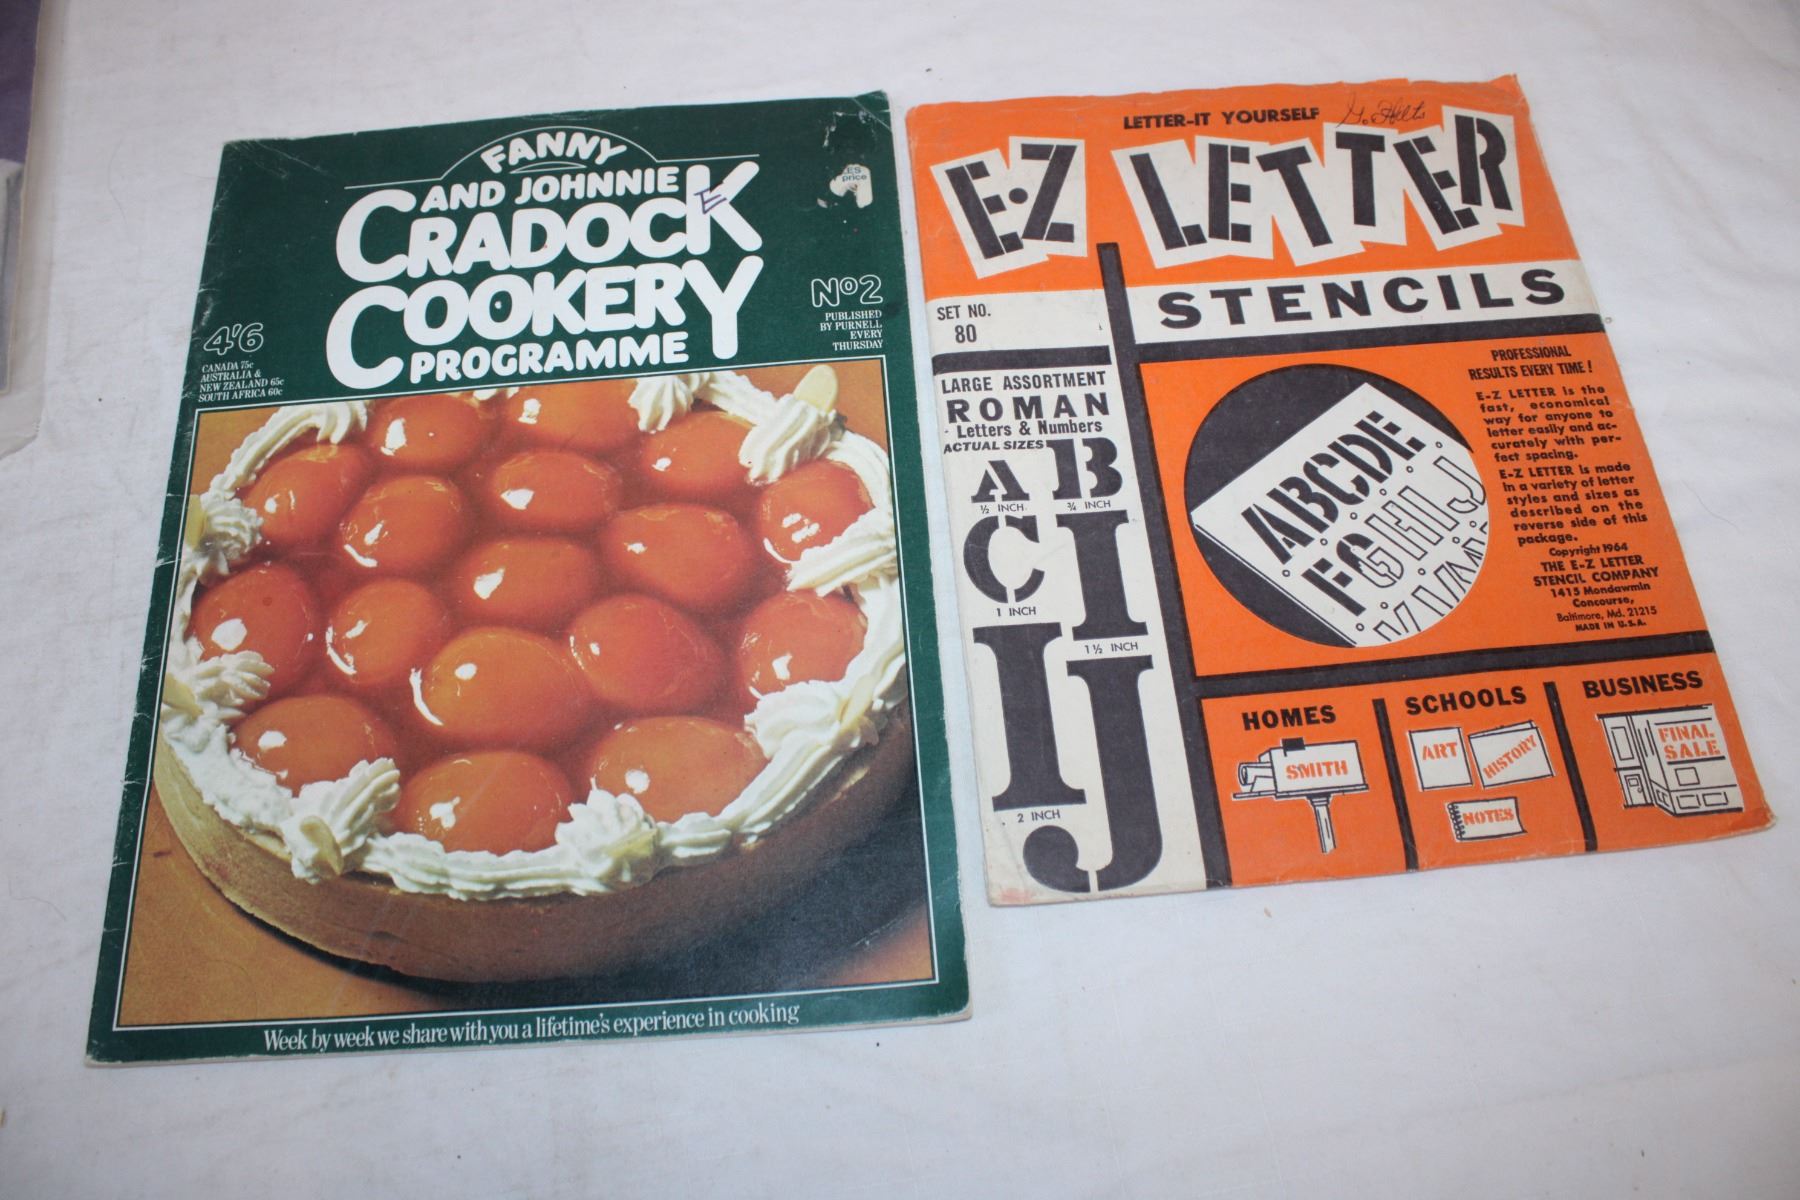 FANNY
AND JOHNNIE
CRADOCK
COOKERY
PROGRAMME
E
price
4'6
CANADA 75c
AUSTRALIA &
NEW ZEALAND 65c
SOUTH AFRICA 60c
No2
PUBLISHED
BY PURNELL
EVERY
THURSDAY
Week by week we share with you a lifetime's experience in cooking
LETTER-IT YOURSELF
E-Z LETTER
STENCILS
SET NO.
80
LARGE ASSORTMENT
ROMAN
Letters & Numbers
ACTUAL SIZES
A B
½ INCH ¾ INCH
C I
1 INCH
1½ INCH
I J
2 INCH
PROFESSIONAL
RESULTS EVERY TIME!
E-Z LETTER is the
fast, economical
way for anyone to
letter easily and ac-
curately with per-
fect spacing.
E-Z LETTER is made
in a variety of letter
styles and sizes as
described on the
reverse side of this
package.
Copyright 1964
THE E-Z LETTER
STENCIL COMPANY
1415 Mondawmin
Concourse,
Baltimore, Md. 21215
MADE IN U.S.A.
ABCDE
FGHIJ
HOMES
SMITH
SCHOOLS
ART
HISTORY
NOTES
BUSINESS
FINAL
SALE